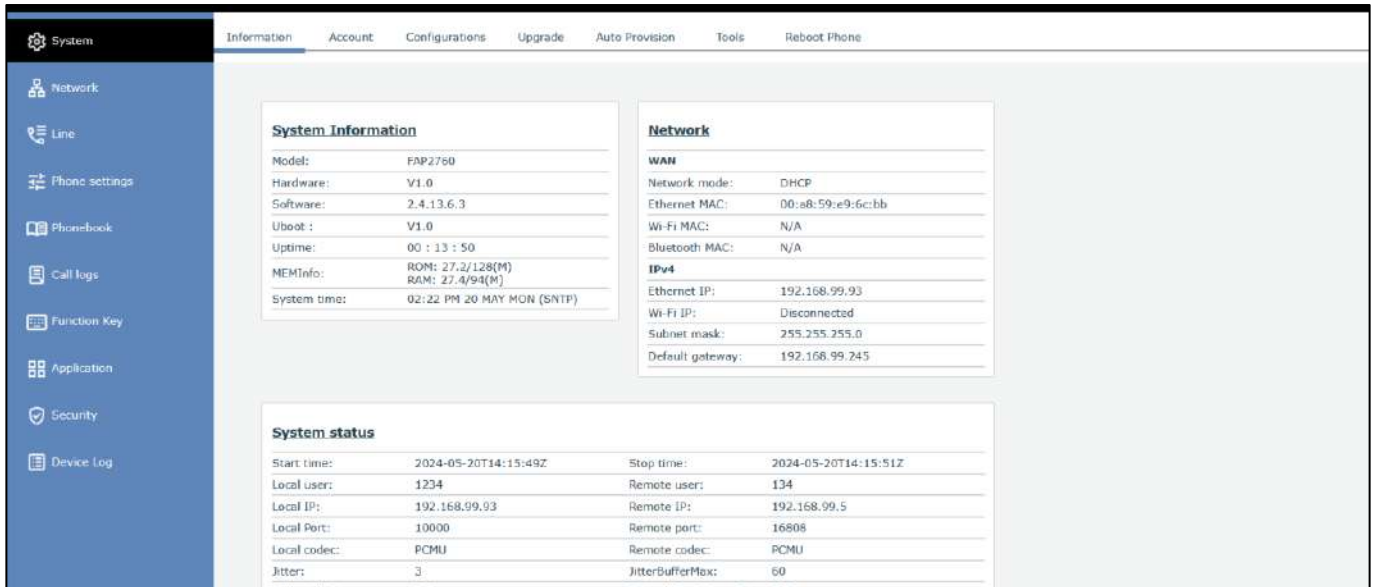 System
Information Account Configurations Upgrade Auto Provision Tools Reboot Phone
Network
Line
Phone settings
Phonebook
Call logs
Function Key
Application
Security
Device Log
System Information
Model: FAP2760
Hardware: V1.0
Software: 2.4.13.6.3
Uboot : V1.0
Uptime: 00 : 13 : 50
MEMInfo: ROM: 27.2/128(M)
RAM: 27.4/94(M)
System time: 02:22 PM 20 MAY MON (SNTP)
Network
WAN
Network mode: DHCP
Ethernet MAC: 00:a8:59:e9:6c:bb
Wi-Fi MAC: N/A
Bluetooth MAC: N/A
IPv4
Ethernet IP: 192.168.99.93
Wi-Fi IP: Disconnected
Subnet mask: 255.255.255.0
Default gateway: 192.168.99.245
System status
Start time: 2024-05-20T14:15:49Z Stop time: 2024-05-20T14:15:51Z
Local user: 1234 Remote user: 134
Local IP: 192.168.99.93 Remote IP: 192.168.99.5
Local Port: 10000 Remote port: 16808
Local codec: PCMU Remote codec: PCMU
Jitter: 3 JitterBufferMax: 60